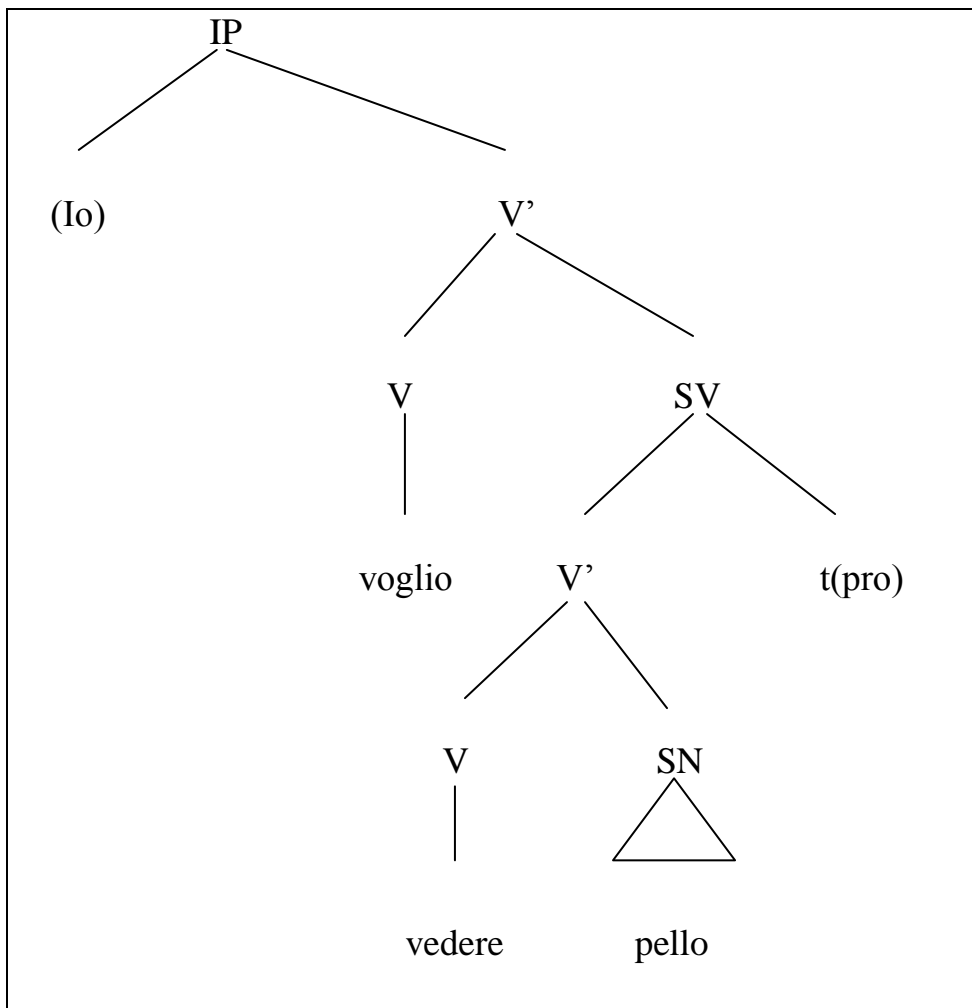 IP
(Io) V’
V SV
voglio V’ t(pro)
V SN
vedere pello